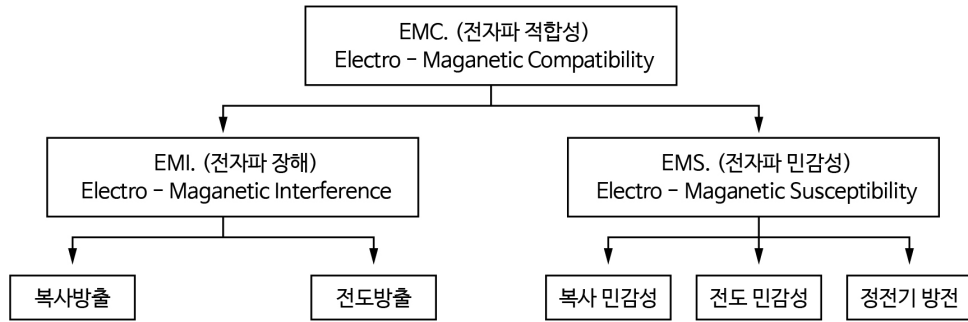 EMC. (전자파 적합성)
Electro - Maganetic Compatibility
EMI. (전자파 장해)
Electro - Maganetic Interference
EMS. (전자파 민감성)
Electro - Maganetic Susceptibility
복사방출
전도방출
복사 민감성
전도 민감성
정전기 방전